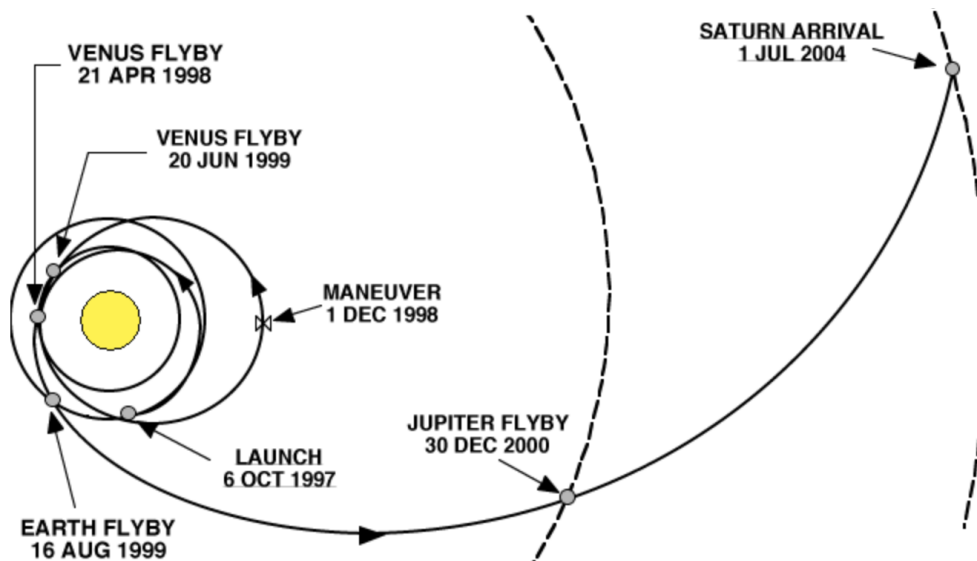 VENUS FLYBY
21 APR 1998
VENUS FLYBY
20 JUN 1999
SATURN ARRIVAL
1 JUL 2004
MANEUVER
1 DEC 1998
JUPITER FLYBY
30 DEC 2000
LAUNCH
6 OCT 1997
EARTH FLYBY
16 AUG 1999